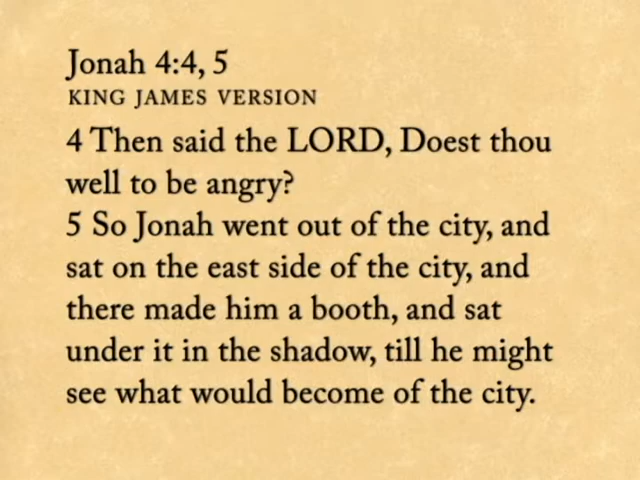 Jonah 4:4, 5
KING JAMES VERSION
4 Then said the LORD, Doest thou
well to be angry?
5 So Jonah went out of the city, and
sat on the east side of the city, and
there made him a booth, and sat
under it in the shadow, till he might
see what would become of the city.